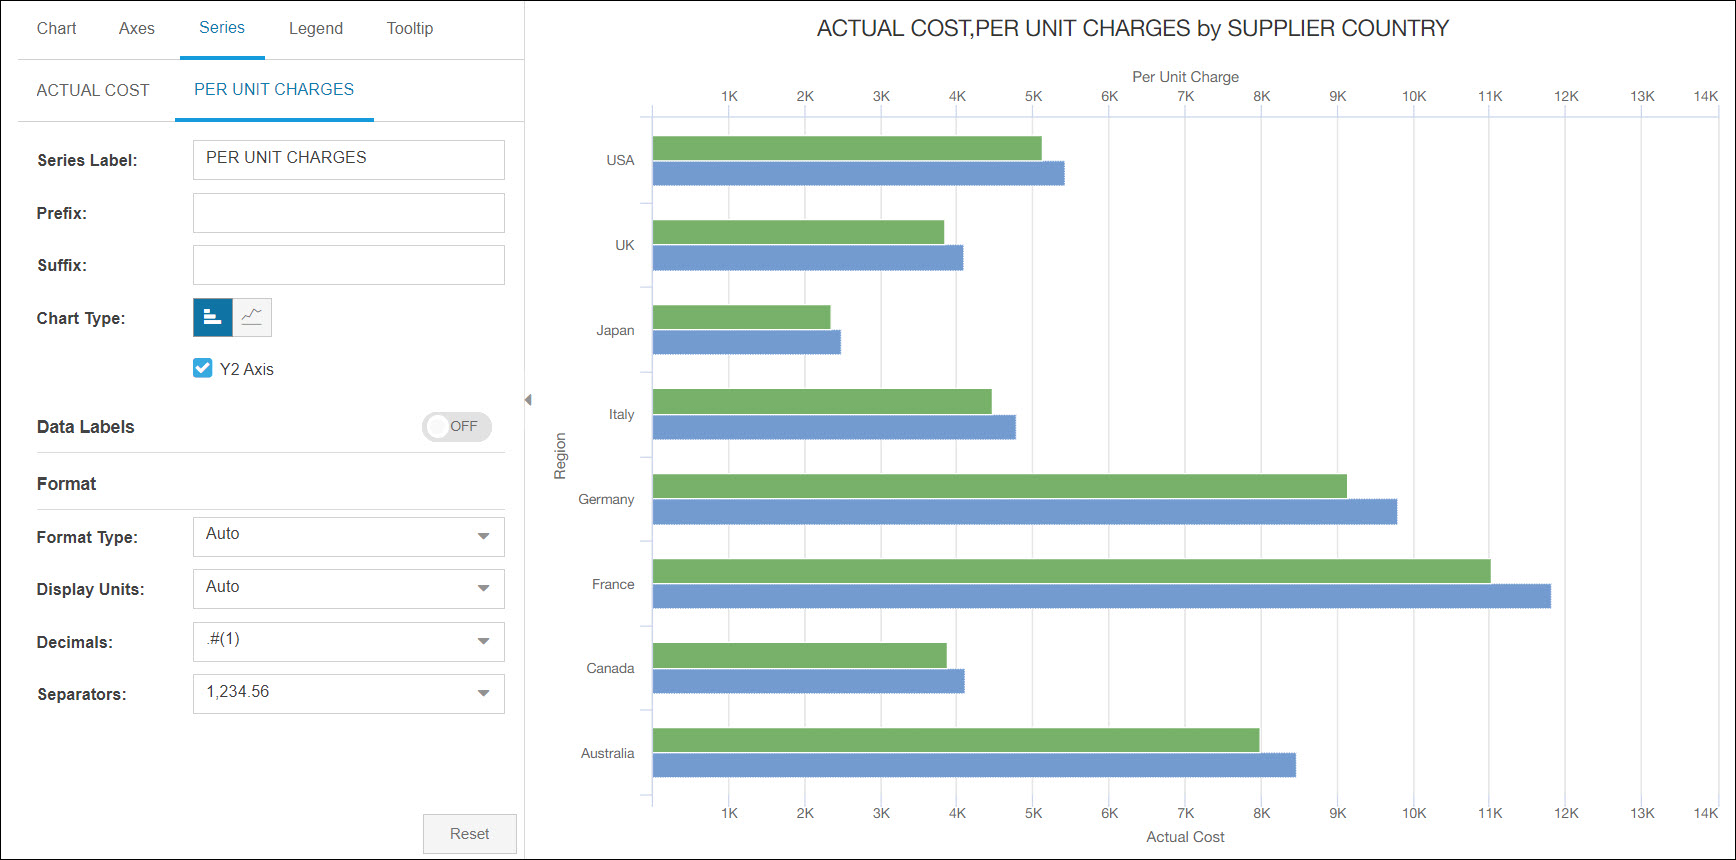 Chart Axes Series Legend Tooltip
ACTUAL COST PER UNIT CHARGES
Series Label: PER UNIT CHARGES
Prefix:
Suffix:
Chart Type:
Y2 Axis
Data Labels OFF
Format
Format Type: Auto
Display Units: Auto
Decimals: .#(1)
Separators: 1,234.56
Reset
ACTUAL COST,PER UNIT CHARGES by SUPPLIER COUNTRY
Per Unit Charge
1K 2K 3K 4K 5K 6K 7K 8K 9K 10K 11K 12K 13K 14K
Region
USA
UK
Japan
Italy
Germany
France
Canada
Australia
1K 2K 3K 4K 5K 6K 7K 8K 9K 10K 11K 12K 13K 14K
Actual Cost